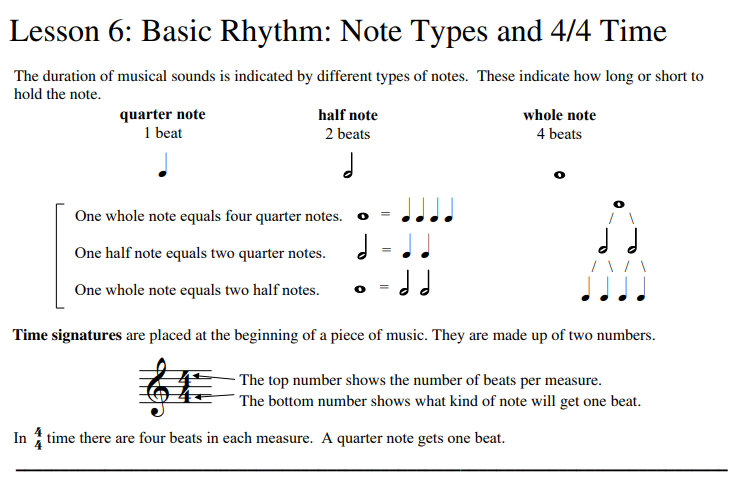 Lesson 6: Basic Rhythm: Note Types and 4/4 Time
The duration of musical sounds is indicated by different types of notes.  These indicate how long or short to
hold the note.
quarter note half note whole note
1 beat 2 beats 4 beats
One whole note equals four quarter notes. =
One half note equals two quarter notes. =
One whole note equals two half notes. =
/ \
/ \ / \
Time signatures are placed at the beginning of a piece of music. They are made up of two numbers.
4 The top number shows the number of beats per measure.
4 The bottom number shows what kind of note will get one beat.
In 4/4 time there are four beats in each measure.  A quarter note gets one beat.